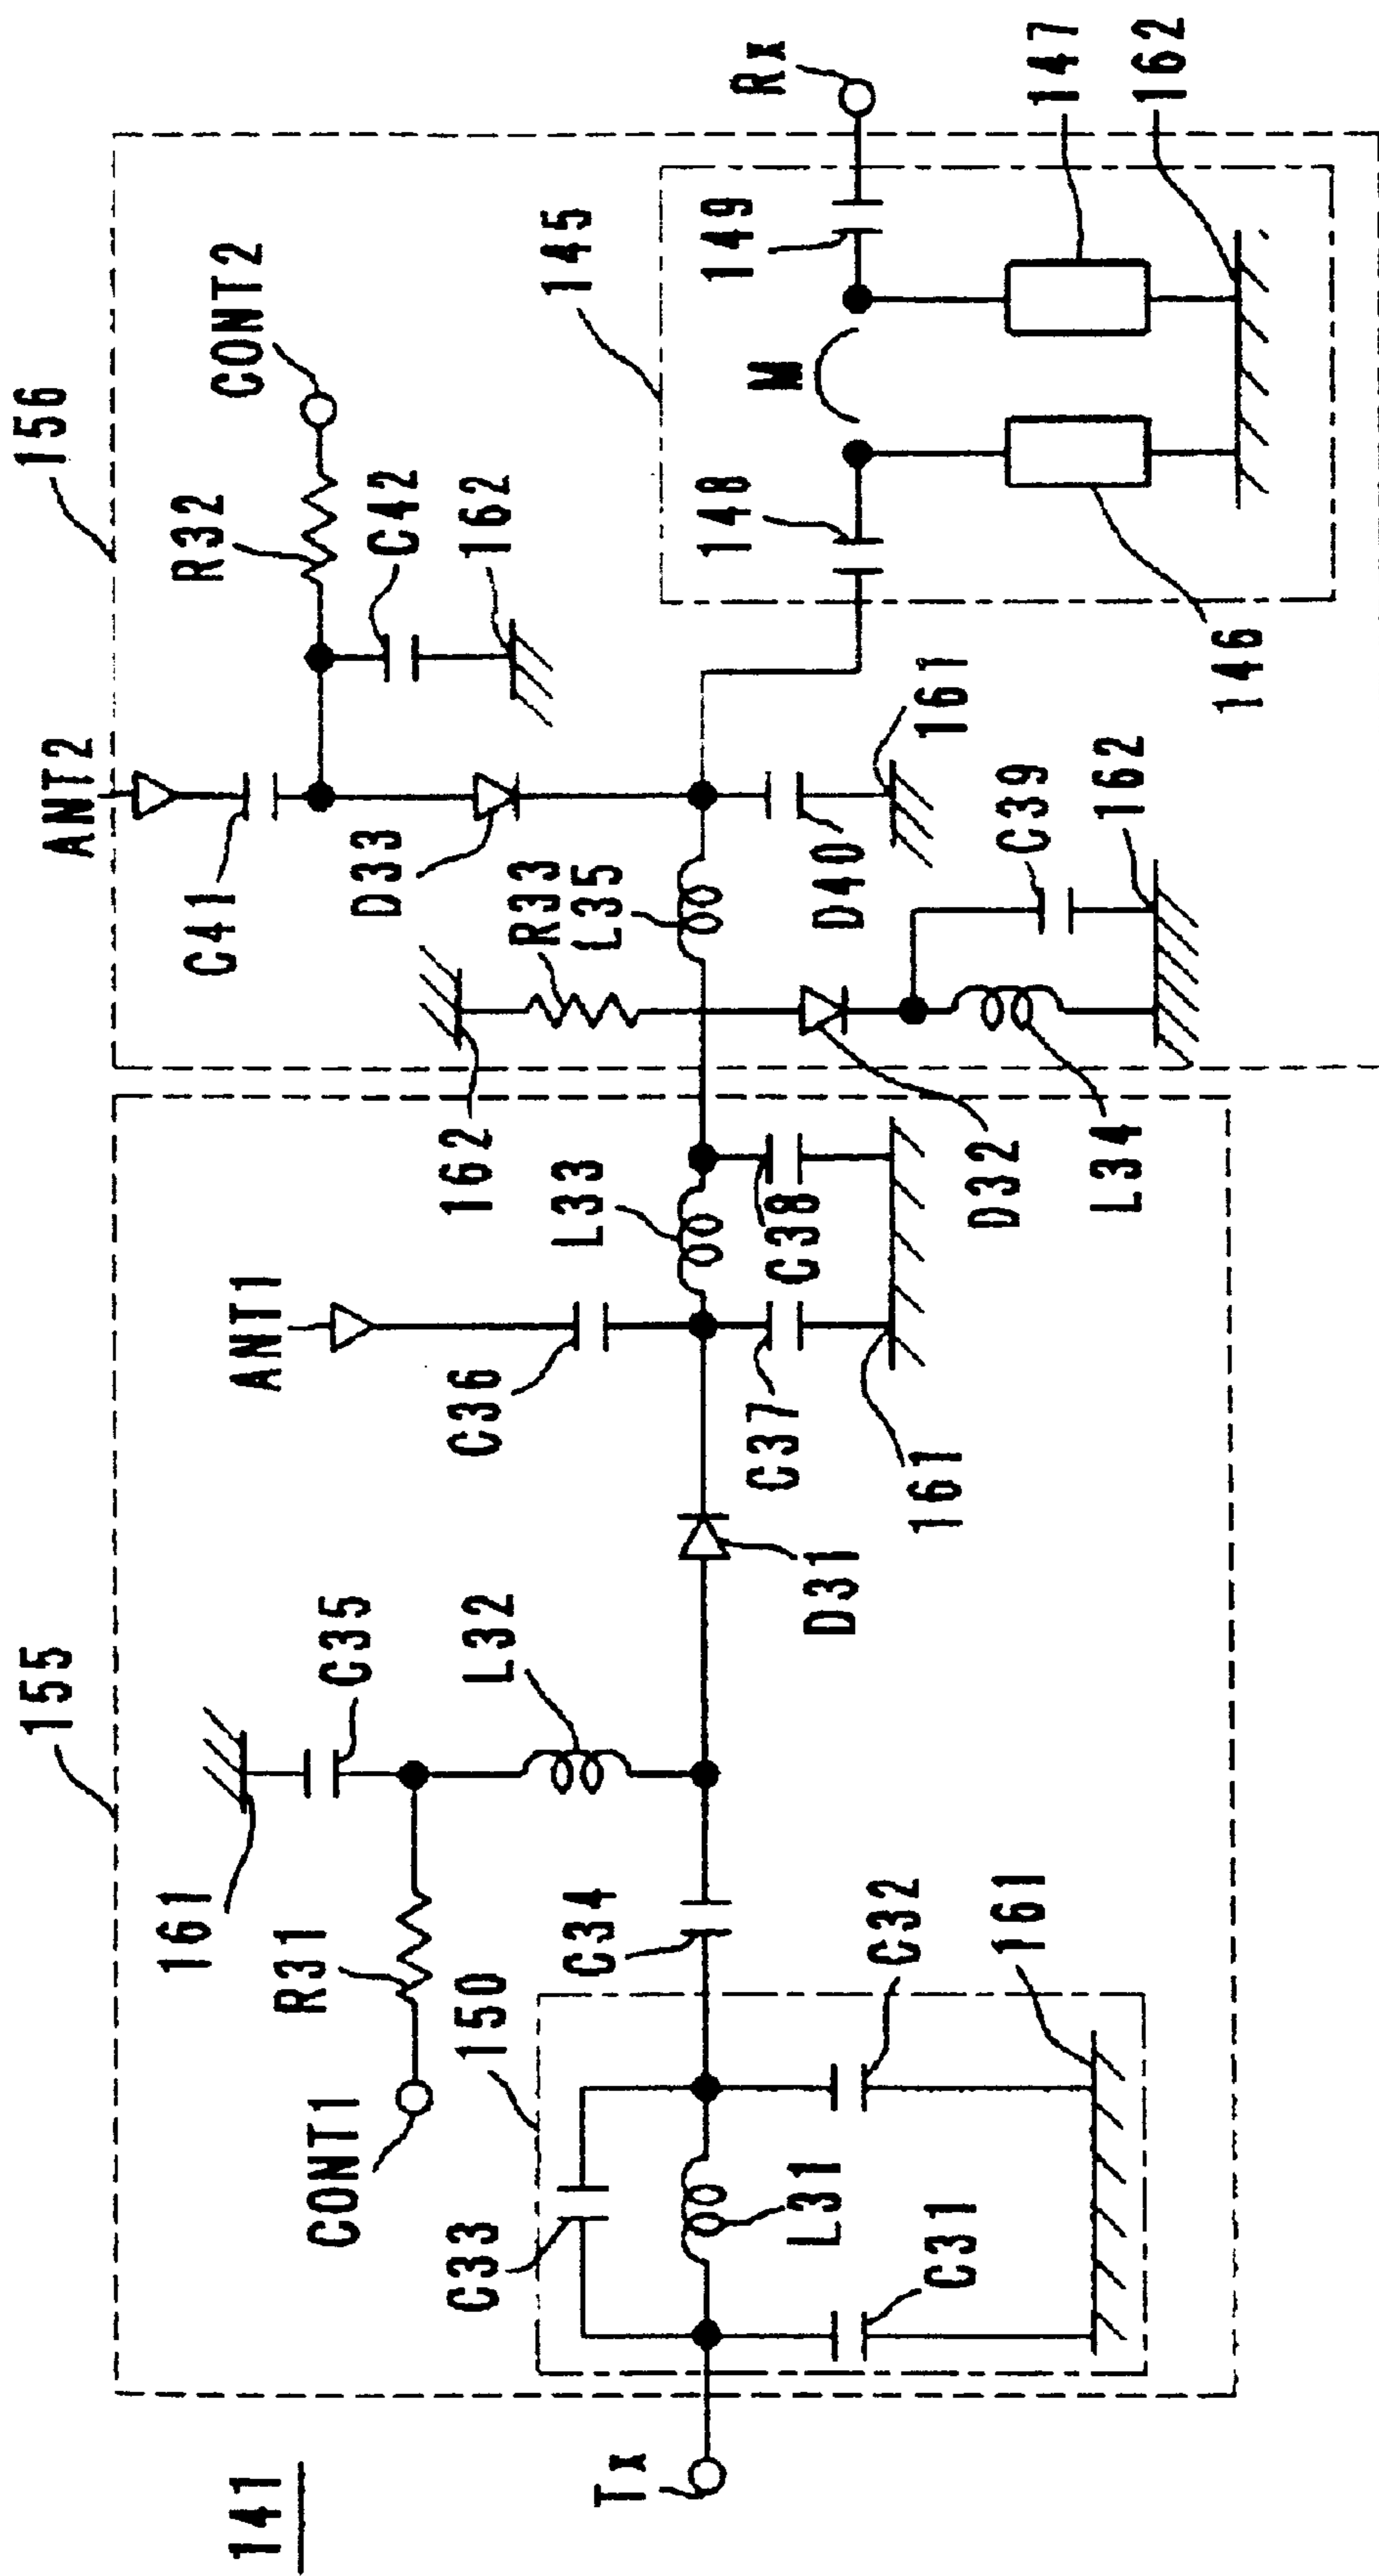 141
155
156
Tx
150
C33
L31
C31
C32
161
C34
CONT1
R31
161
C35
L32
D31
ANT1
C36
C37
161
L33
C38
162
R33
L35
D32
L34
C39
162
ANT2
C41
D33
D40
161
R32
CONT2
C42
162
145
148
149
M
146
147
162
Rx